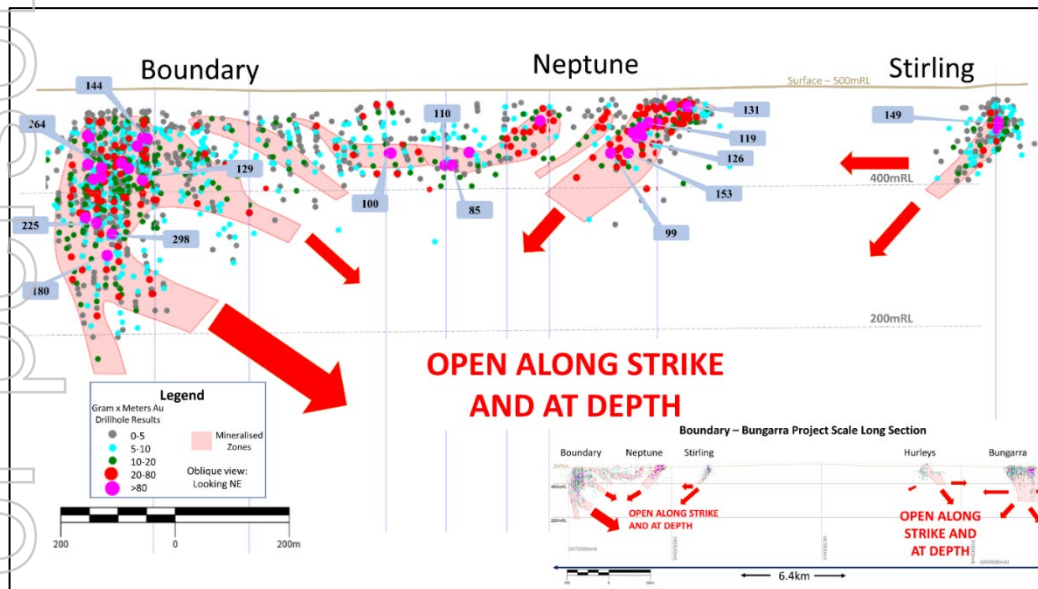 Boundary
Neptune
Stirling
Surface – 500mRL
144
264
129
225
298
180
110
100
85
131
119
126
153
99
149
400mRL
200mRL
OPEN ALONG STRIKE
AND AT DEPTH
Legend
Gram x Meters Au
Drillhole Results
0-5
5-10
10-20
20-80
>80
Mineralised
Zones
Oblique view:
Looking NE
200
0
200m
Boundary – Bungarra Project Scale Long Section
Boundary
Neptune
Stirling
Hurleys
Bungarra
Surface
400mRL
200mRL
OPEN ALONG STRIKE
AND AT DEPTH
OPEN ALONG
STRIKE AND
AT DEPTH
6.4km